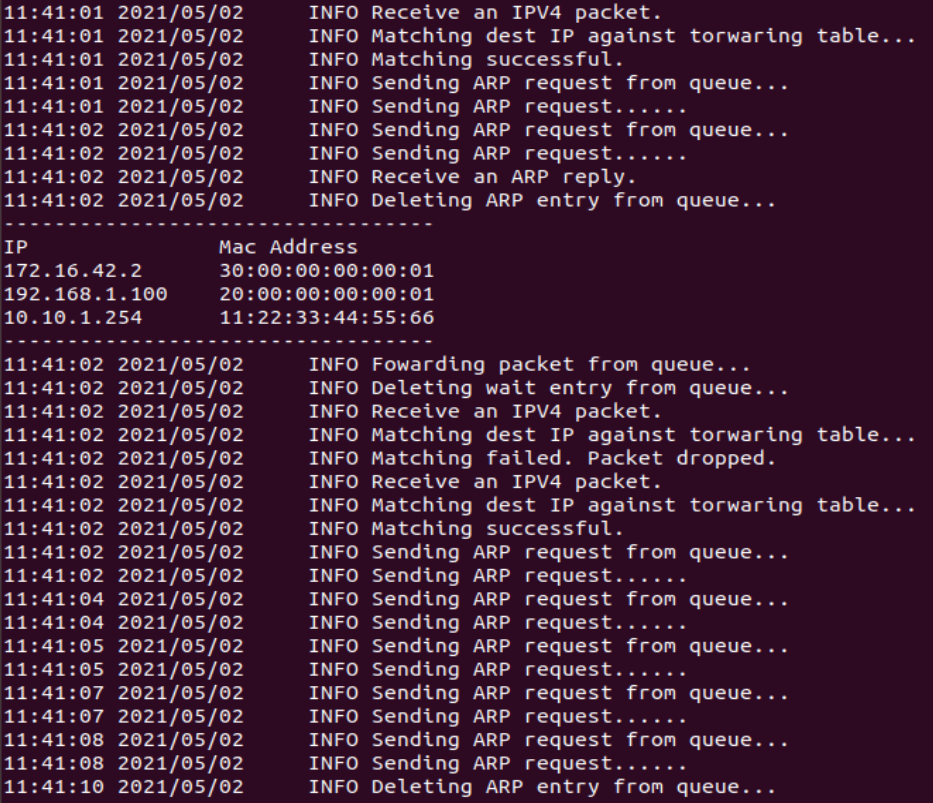 11:41:01 2021/05/02     INFO Receive an IPV4 packet.
11:41:01 2021/05/02     INFO Matching dest IP against torwaring table...
11:41:01 2021/05/02     INFO Matching successful.
11:41:01 2021/05/02     INFO Sending ARP request from queue...
11:41:01 2021/05/02     INFO Sending ARP request......
11:41:02 2021/05/02     INFO Sending ARP request from queue...
11:41:02 2021/05/02     INFO Sending ARP request......
11:41:02 2021/05/02     INFO Receive an ARP reply.
11:41:02 2021/05/02     INFO Deleting ARP entry from queue...
----------------------------------
IP               Mac Address
172.16.42.2      30:00:00:00:00:01
192.168.1.100    20:00:00:00:00:01
10.10.1.254      11:22:33:44:55:66
----------------------------------
11:41:02 2021/05/02     INFO Fowarding packet from queue...
11:41:02 2021/05/02     INFO Deleting wait entry from queue...
11:41:02 2021/05/02     INFO Receive an IPV4 packet.
11:41:02 2021/05/02     INFO Matching dest IP against torwaring table...
11:41:02 2021/05/02     INFO Matching failed. Packet dropped.
11:41:02 2021/05/02     INFO Receive an IPV4 packet.
11:41:02 2021/05/02     INFO Matching dest IP against torwaring table...
11:41:02 2021/05/02     INFO Matching successful.
11:41:02 2021/05/02     INFO Sending ARP request from queue...
11:41:02 2021/05/02     INFO Sending ARP request......
11:41:04 2021/05/02     INFO Sending ARP request from queue...
11:41:04 2021/05/02     INFO Sending ARP request......
11:41:05 2021/05/02     INFO Sending ARP request from queue...
11:41:05 2021/05/02     INFO Sending ARP request......
11:41:07 2021/05/02     INFO Sending ARP request from queue...
11:41:07 2021/05/02     INFO Sending ARP request......
11:41:08 2021/05/02     INFO Sending ARP request from queue...
11:41:08 2021/05/02     INFO Sending ARP request......
11:41:10 2021/05/02     INFO Deleting ARP entry from queue...